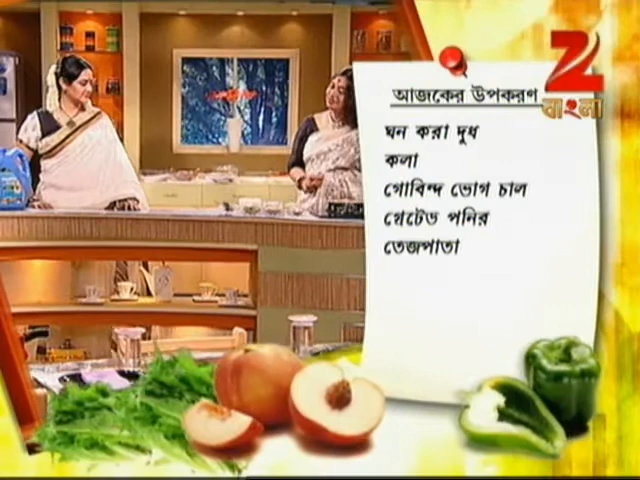 আজকের উপকরণ
Z
বাংলা
ঘন করা দুধ
কলা
গোবিন্দ ভোগ চাল
গ্রেটেড পনির
তেজপাতা